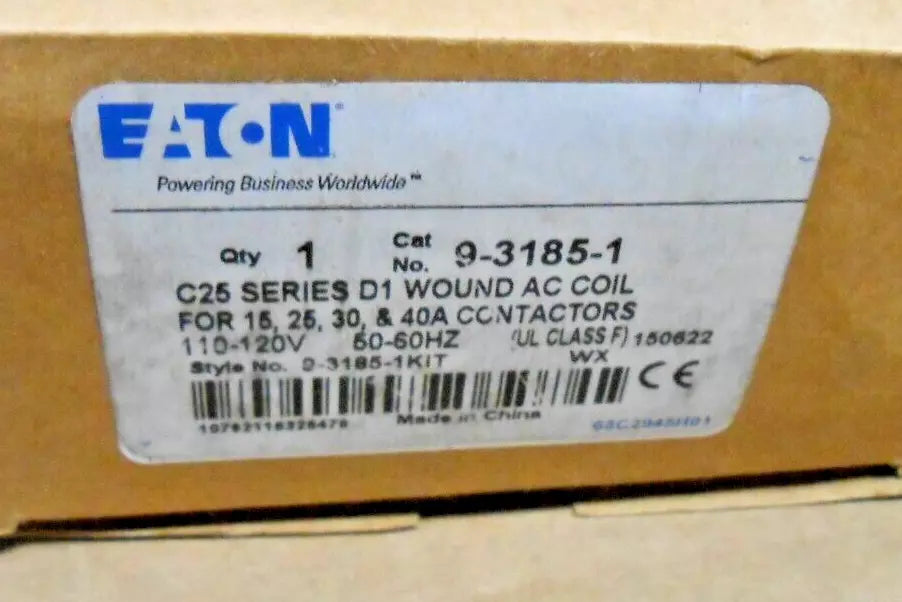 EATON®
Powering Business Worldwide™
Qty 1 Cat No. 9-3185-1
C25 SERIES D1 WOUND AC COIL
FOR 15, 25, 30, & 40A CONTACTORS
110-120V 50-60HZ (UL CLASS F) 150622
Style No. 9-3185-1KIT WX
CE
Made in China